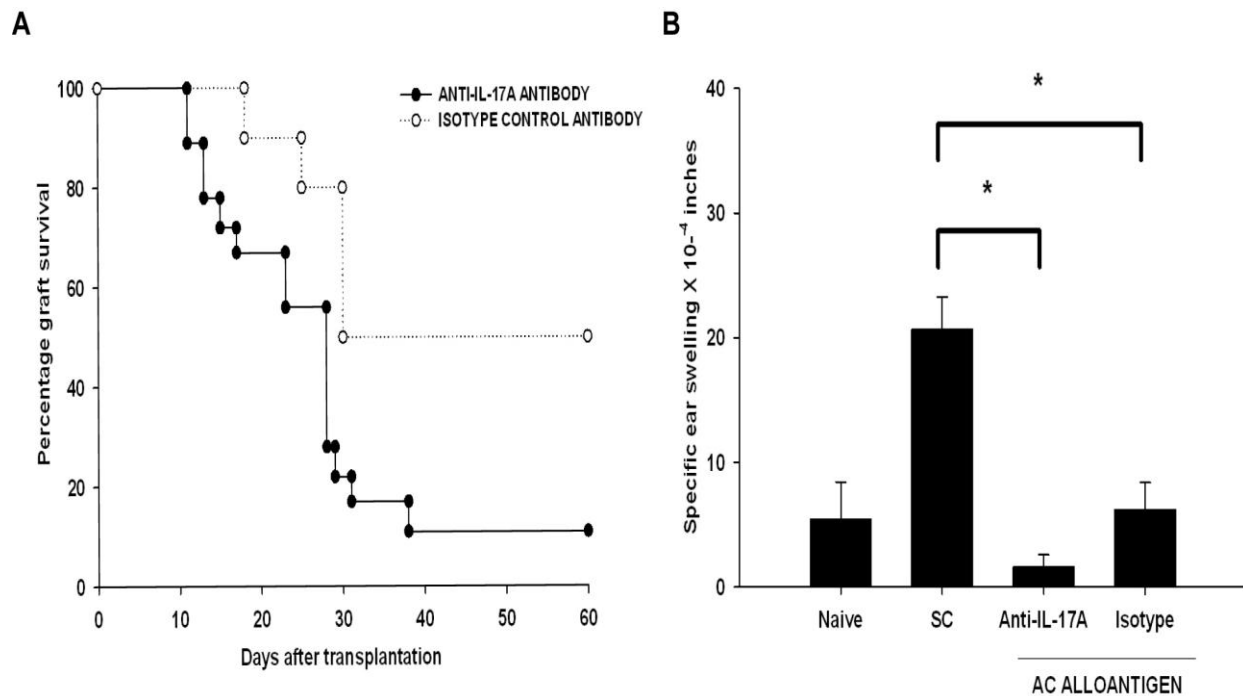 A
ANTI-IL-17A ANTIBODY
ISOTYPE CONTROL ANTIBODY
Percentage graft survival
100
80
60
40
20
0
0 10 20 30 40 50 60
Days after transplantation
B
Specific ear swelling X 10-⁴ inches
40
30
20
10
0
*
*
Naive SC Anti-IL-17A Isotype
AC ALLOANTIGEN